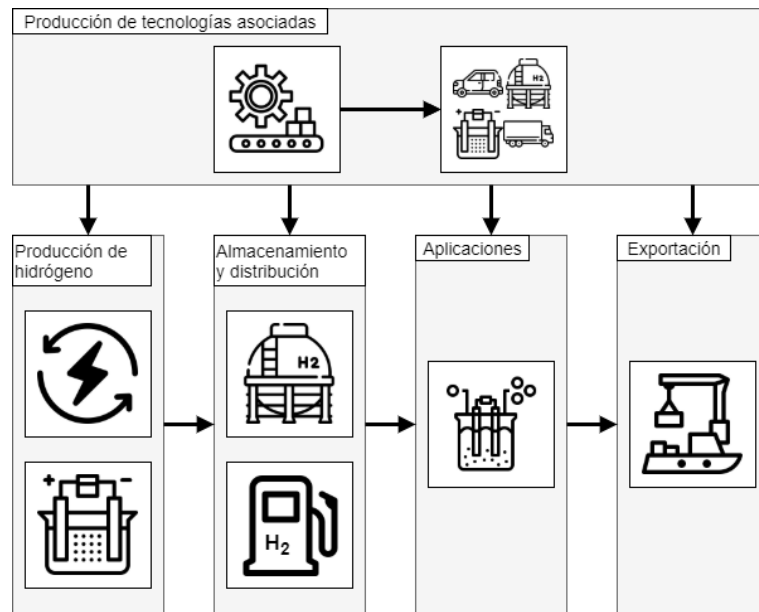 Producción de tecnologías asociadas
H2
+ −
Producción de
hidrógeno
Almacenamiento
y distribución
Aplicaciones
Exportación
H2
+ −
H₂